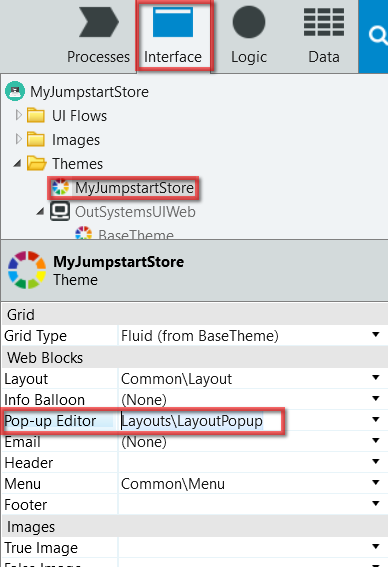 Processes Interface Logic Data
MyJumpstartStore
UI Flows
Images
Themes
MyJumpstartStore
OutSystemsUIWeb
BaseTheme
MyJumpstartStore
Theme
Grid
Grid Type Fluid (from BaseTheme)
Web Blocks
Layout Common\Layout
Info Balloon (None)
Pop-up Editor Layouts\LayoutPopup
Email (None)
Header
Menu Common\Menu
Footer
Images
True Image
False Image